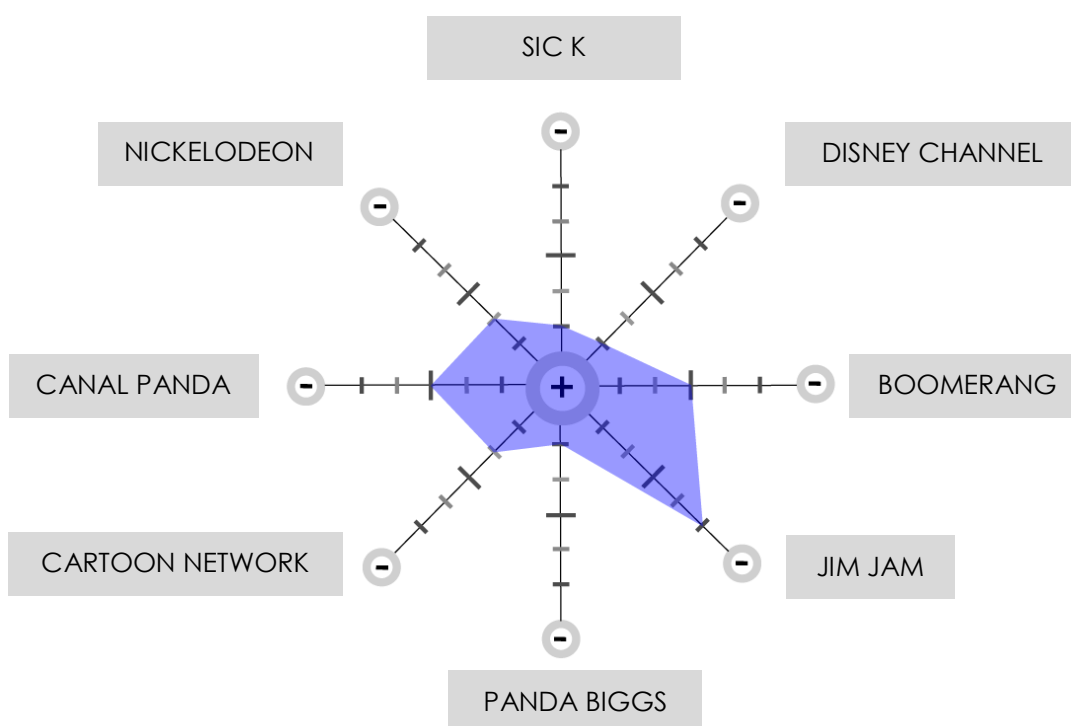 SIC K
NICKELODEON
DISNEY CHANNEL
-
-
-
CANAL PANDA
-
+
-
BOOMERANG
CARTOON NETWORK
-
-
JIM JAM
-
PANDA BIGGS